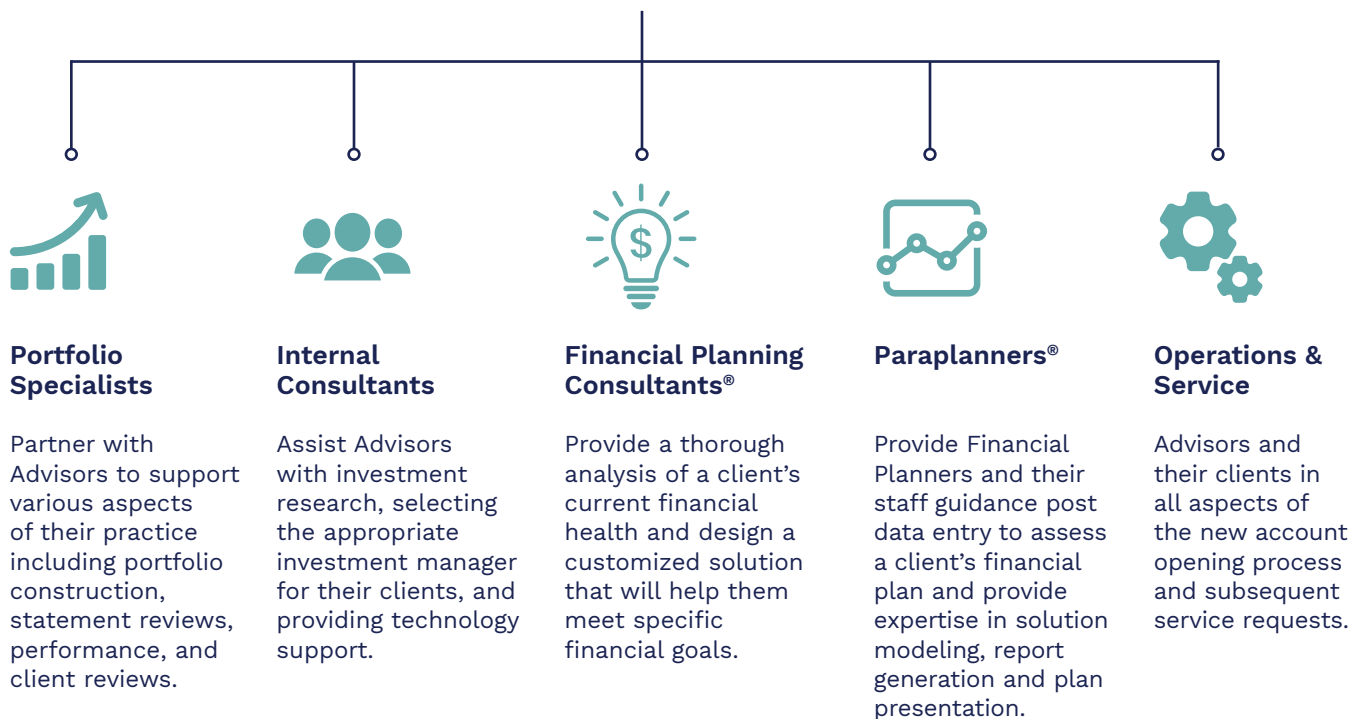 $
Portfolio
Specialists
Partner with
Advisors to support
various aspects
of their practice
including portfolio
construction,
statement reviews,
performance, and
client reviews.
Internal
Consultants
Assist Advisors
with investment
research, selecting
the appropriate
investment manager
for their clients, and
providing technology
support.
Financial Planning
Consultants®
Provide a thorough
analysis of a client’s
current financial
health and design a
customized solution
that will help them
meet specific
financial goals.
Paraplanners®
Provide Financial
Planners and their
staff guidance post
data entry to assess
a client’s financial
plan and provide
expertise in solution
modeling, report
generation and plan
presentation.
Operations &
Service
Advisors and
their clients in
all aspects of
the new account
opening process
and subsequent
service requests.